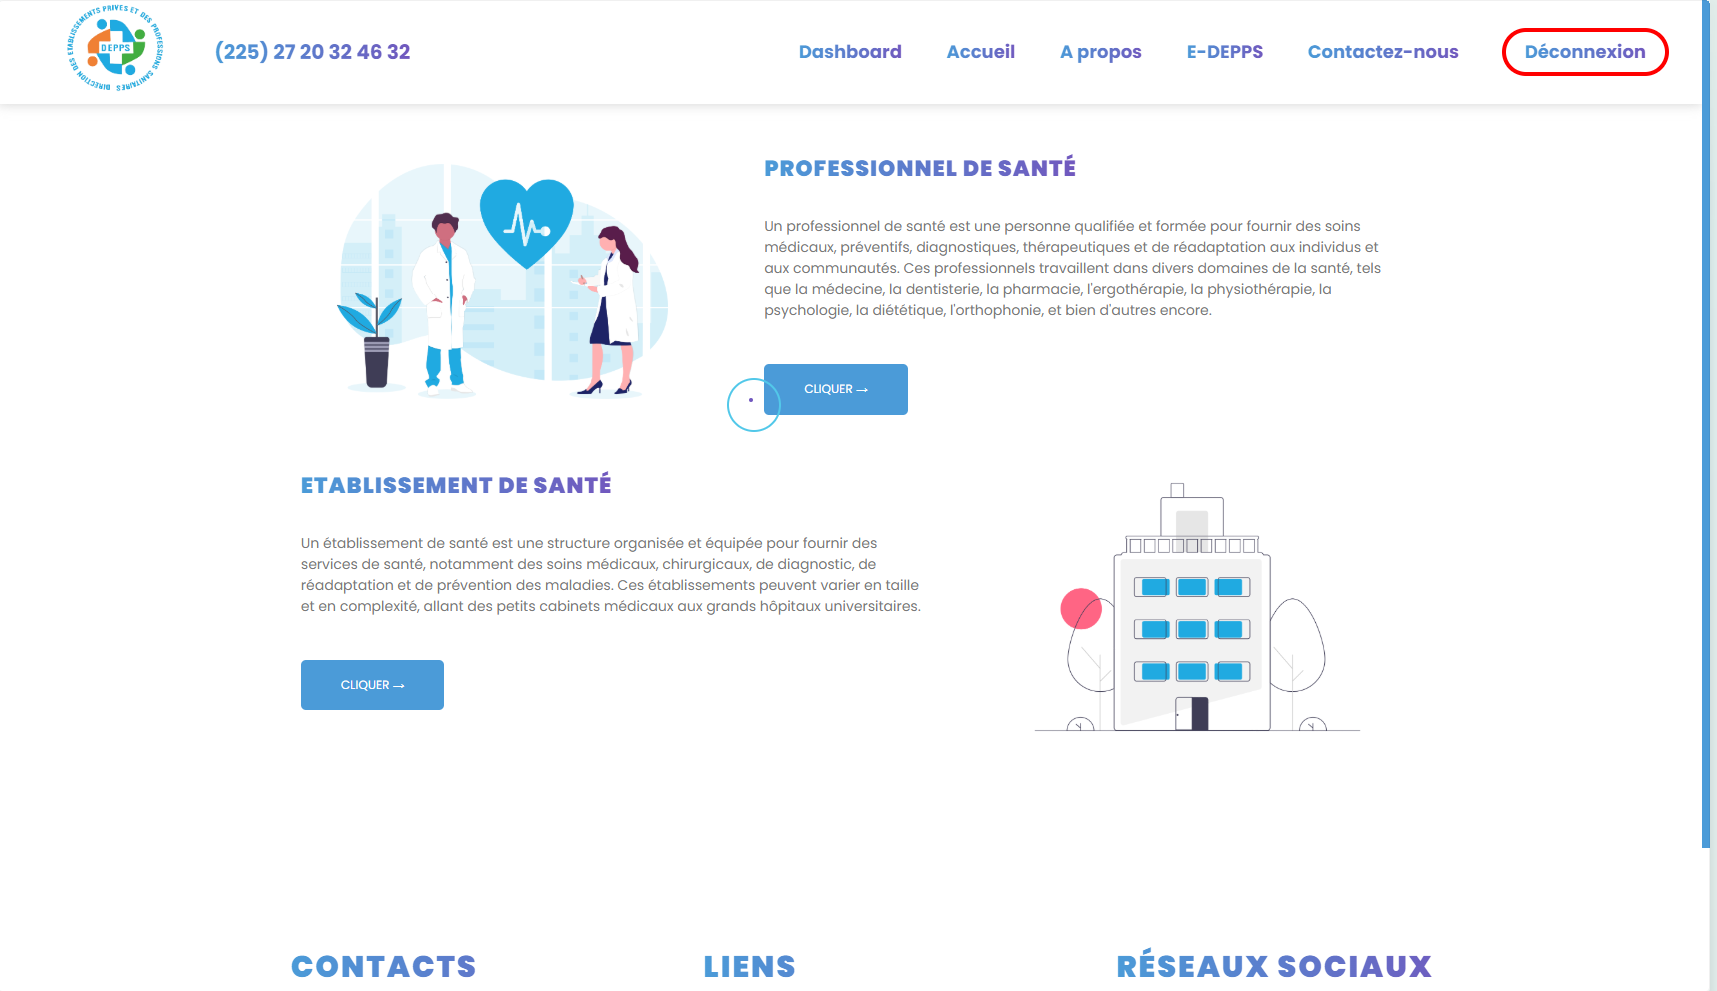 DIRECTION DES ETABLISSEMENTS PRIVES ET DES PROFESSIONS SANITAIRES
DEPPS
(225) 27 20 32 46 32
Dashboard
Accueil
A propos
E-DEPPS
Contactez-nous
Déconnexion
PROFESSIONNEL DE SANTÉ
Un professionnel de santé est une personne qualifiée et formée pour fournir des soins
médicaux, préventifs, diagnostiques, thérapeutiques et de réadaptation aux individus et
aux communautés. Ces professionnels travaillent dans divers domaines de la santé, tels
que la médecine, la dentisterie, la pharmacie, l'ergothérapie, la physiothérapie, la
psychologie, la diététique, l'orthophonie, et bien d'autres encore.
CLIQUER →
ETABLISSEMENT DE SANTÉ
Un établissement de santé est une structure organisée et équipée pour fournir des
services de santé, notamment des soins médicaux, chirurgicaux, de diagnostic, de
réadaptation et de prévention des maladies. Ces établissements peuvent varier en taille
et en complexité, allant des petits cabinets médicaux aux grands hôpitaux universitaires.
CLIQUER →
CONTACTS
LIENS
RÉSEAUX SOCIAUX